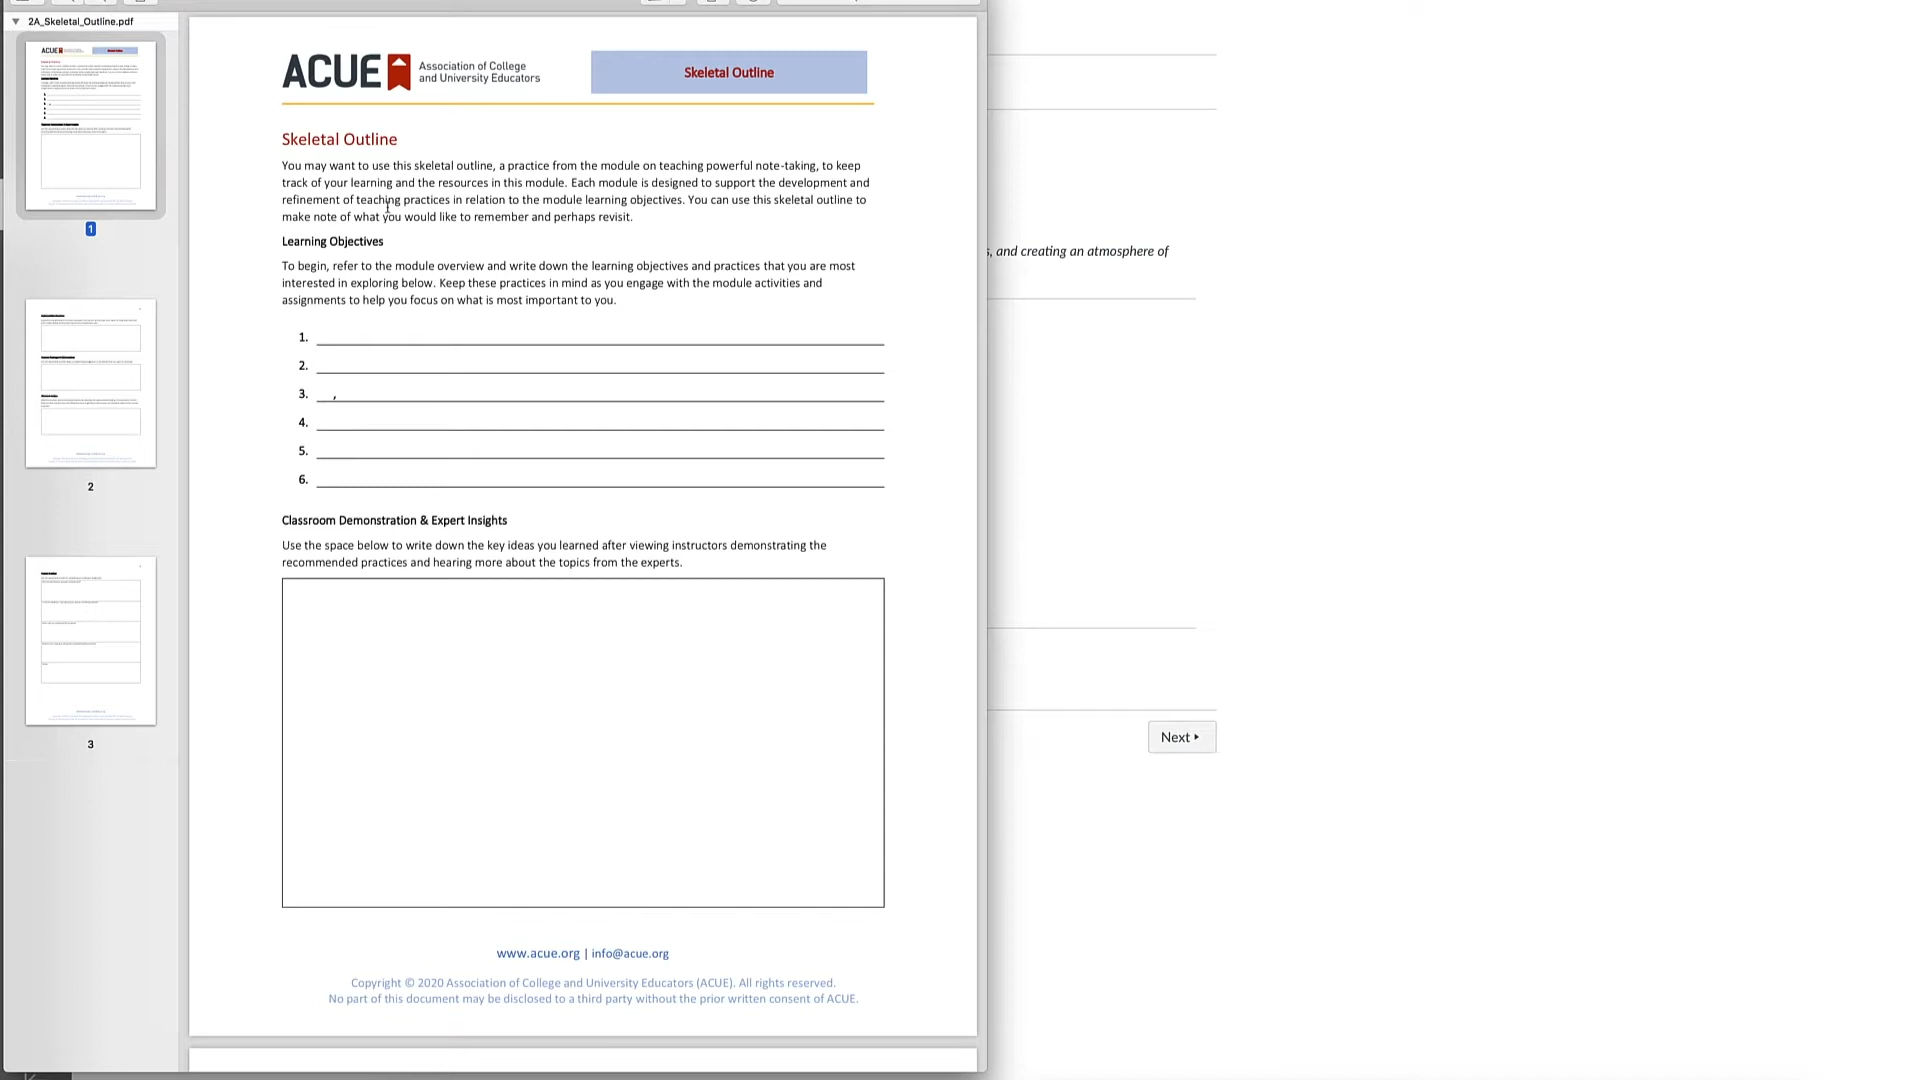 2A_Skeletal_Outline.pdf
1
2
3
ACUE Association of College
and University Educators
Skeletal Outline
Skeletal Outline
You may want to use this skeletal outline, a practice from the module on teaching powerful note-taking, to keep
track of your learning and the resources in this module. Each module is designed to support the development and
refinement of teaching practices in relation to the module learning objectives. You can use this skeletal outline to
make note of what you would like to remember and perhaps revisit.
Learning Objectives
To begin, refer to the module overview and write down the learning objectives and practices that you are most
interested in exploring below. Keep these practices in mind as you engage with the module activities and
assignments to help you focus on what is most important to you.
1.
2.
3. ,
4.
5.
6.
Classroom Demonstration & Expert Insights
Use the space below to write down the key ideas you learned after viewing instructors demonstrating the
recommended practices and hearing more about the topics from the experts.
www.acue.org | info@acue.org
Copyright © 2020 Association of College and University Educators (ACUE). All rights reserved.
No part of this document may be disclosed to a third party without the prior written consent of ACUE.
, and creating an atmosphere of
Next